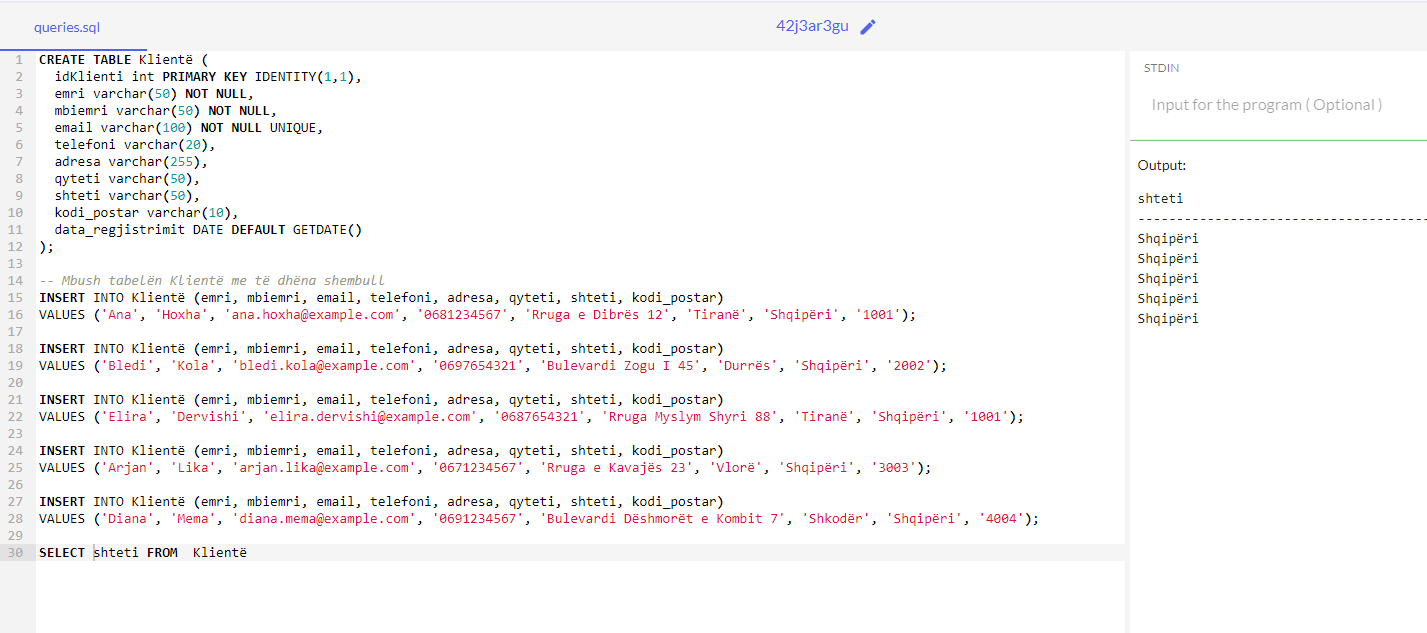 queries.sql
42j3ar3gu
1 CREATE TABLE Klientë (
2 idKlienti int PRIMARY KEY IDENTITY(1,1),
3 emri varchar(50) NOT NULL,
4 mbiemri varchar(50) NOT NULL,
5 email varchar(100) NOT NULL UNIQUE,
6 telefoni varchar(20),
7 adresa varchar(255),
8 qyteti varchar(50),
9 shteti varchar(50),
10 kodi_postar varchar(10),
11 data_regjistrimit DATE DEFAULT GETDATE()
12 );
13
14 -- Mbush tabelën Klientë me të dhëna shembull
15 INSERT INTO Klientë (emri, mbiemri, email, telefoni, adresa, qyteti, shteti, kodi_postar)
16 VALUES ('Ana', 'Hoxha', 'ana.hoxha@example.com', '0681234567', 'Rruga e Dibrës 12', 'Tiranë', 'Shqipëri', '1001');
17
18 INSERT INTO Klientë (emri, mbiemri, email, telefoni, adresa, qyteti, shteti, kodi_postar)
19 VALUES ('Bledi', 'Kola', 'bledi.kola@example.com', '0697654321', 'Bulevardi Zogu I 45', 'Durrës', 'Shqipëri', '2002');
20
21 INSERT INTO Klientë (emri, mbiemri, email, telefoni, adresa, qyteti, shteti, kodi_postar)
22 VALUES ('Elira', 'Dervishi', 'elira.dervishi@example.com', '0687654321', 'Rruga Myslym Shyri 88', 'Tiranë', 'Shqipëri', '1001');
23
24 INSERT INTO Klientë (emri, mbiemri, email, telefoni, adresa, qyteti, shteti, kodi_postar)
25 VALUES ('Arjan', 'Lika', 'arjan.lika@example.com', '0671234567', 'Rruga e Kavajës 23', 'Vlorë', 'Shqipëri', '3003');
26
27 INSERT INTO Klientë (emri, mbiemri, email, telefoni, adresa, qyteti, shteti, kodi_postar)
28 VALUES ('Diana', 'Mema', 'diana.mema@example.com', '0691234567', 'Bulevardi Dëshmorët e Kombit 7', 'Shkodër', 'Shqipëri', '4004');
29
30 SELECT shteti FROM  Klientë
STDIN
Input for the program ( Optional )
Output:
shteti
--------------------------------------
Shqipëri
Shqipëri
Shqipëri
Shqipëri
Shqipëri